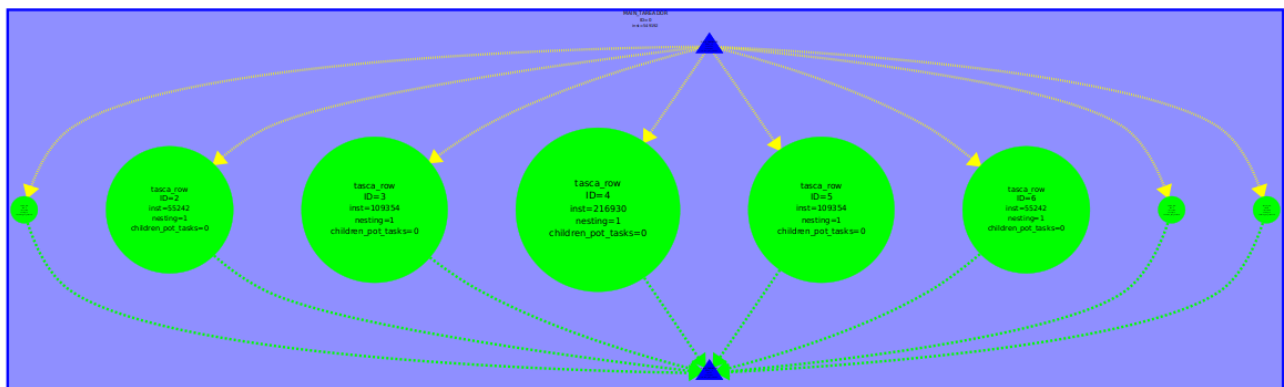 MAIN_TAREADOR
tasca_row
ID=2
inst=55242
nesting=1
children_pot_tasks=0
tasca_row
ID=3
inst=109354
nesting=1
children_pot_tasks=0
tasca_row
ID=4
inst=216930
nesting=1
children_pot_tasks=0
tasca_row
ID=5
inst=109354
nesting=1
children_pot_tasks=0
tasca_row
ID=6
inst=55242
nesting=1
children_pot_tasks=0